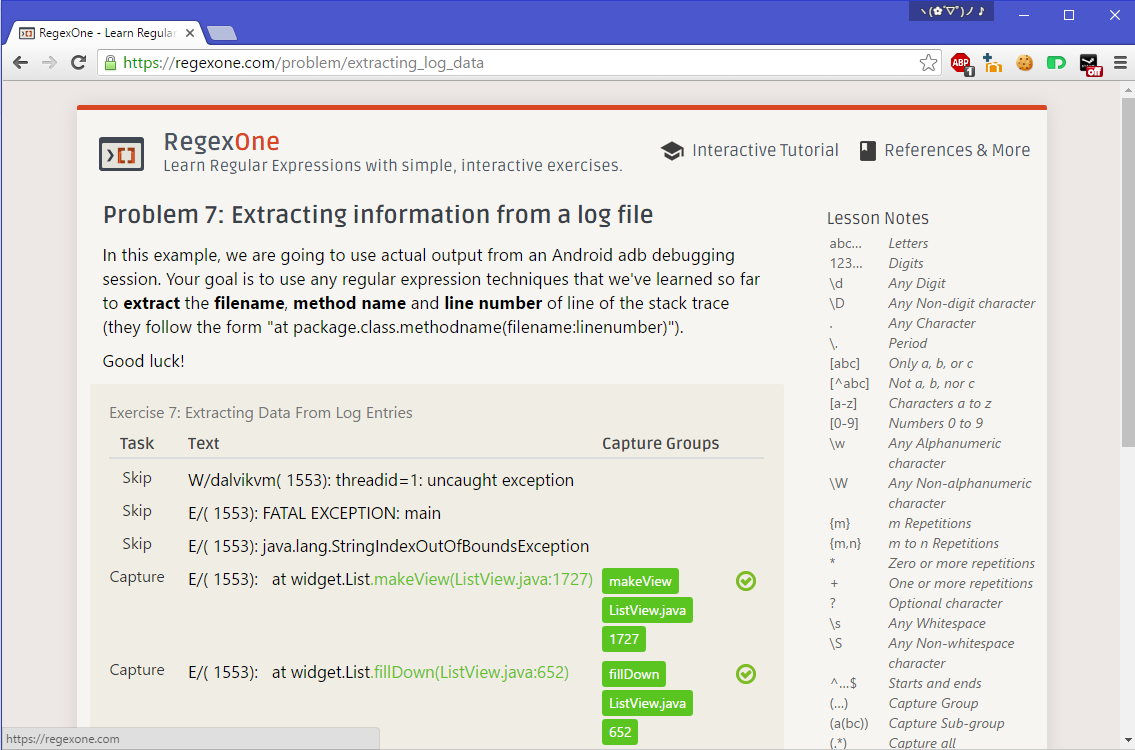 ヽ(✿ﾟ▽ﾟ)ノ ♪
RegexOne - Learn Regular
https://regexone.com/problem/extracting_log_data
ABP
1
off
RegexOne
Learn Regular Expressions with simple, interactive exercises.
Interactive Tutorial
References & More
Problem 7: Extracting information from a log file
In this example, we are going to use actual output from an Android adb debugging
session. Your goal is to use any regular expression techniques that we've learned so far
to extract the filename, method name and line number of line of the stack trace
(they follow the form "at package.class.methodname(filename:linenumber)").
Good luck!
Exercise 7: Extracting Data From Log Entries
Task Text Capture Groups
Skip W/dalvikvm( 1553): threadid=1: uncaught exception
Skip E/( 1553): FATAL EXCEPTION: main
Skip E/( 1553): java.lang.StringIndexOutOfBoundsException
Capture E/( 1553):   at widget.List.makeView(ListView.java:1727) makeView
ListView.java
1727
Capture E/( 1553):   at widget.List.fillDown(ListView.java:652) fillDown
ListView.java
652
Lesson Notes
abc... Letters
123... Digits
\d Any Digit
\D Any Non-digit character
. Any Character
\. Period
[abc] Only a, b, or c
[^abc] Not a, b, nor c
[a-z] Characters a to z
[0-9] Numbers 0 to 9
\w Any Alphanumeric
character
\W Any Non-alphanumeric
character
{m} m Repetitions
{m,n} m to n Repetitions
* Zero or more repetitions
+ One or more repetitions
? Optional character
\s Any Whitespace
\S Any Non-whitespace
character
^...$ Starts and ends
(...) Capture Group
(a(bc)) Capture Sub-group
(.*) Capture all
https://regexone.com